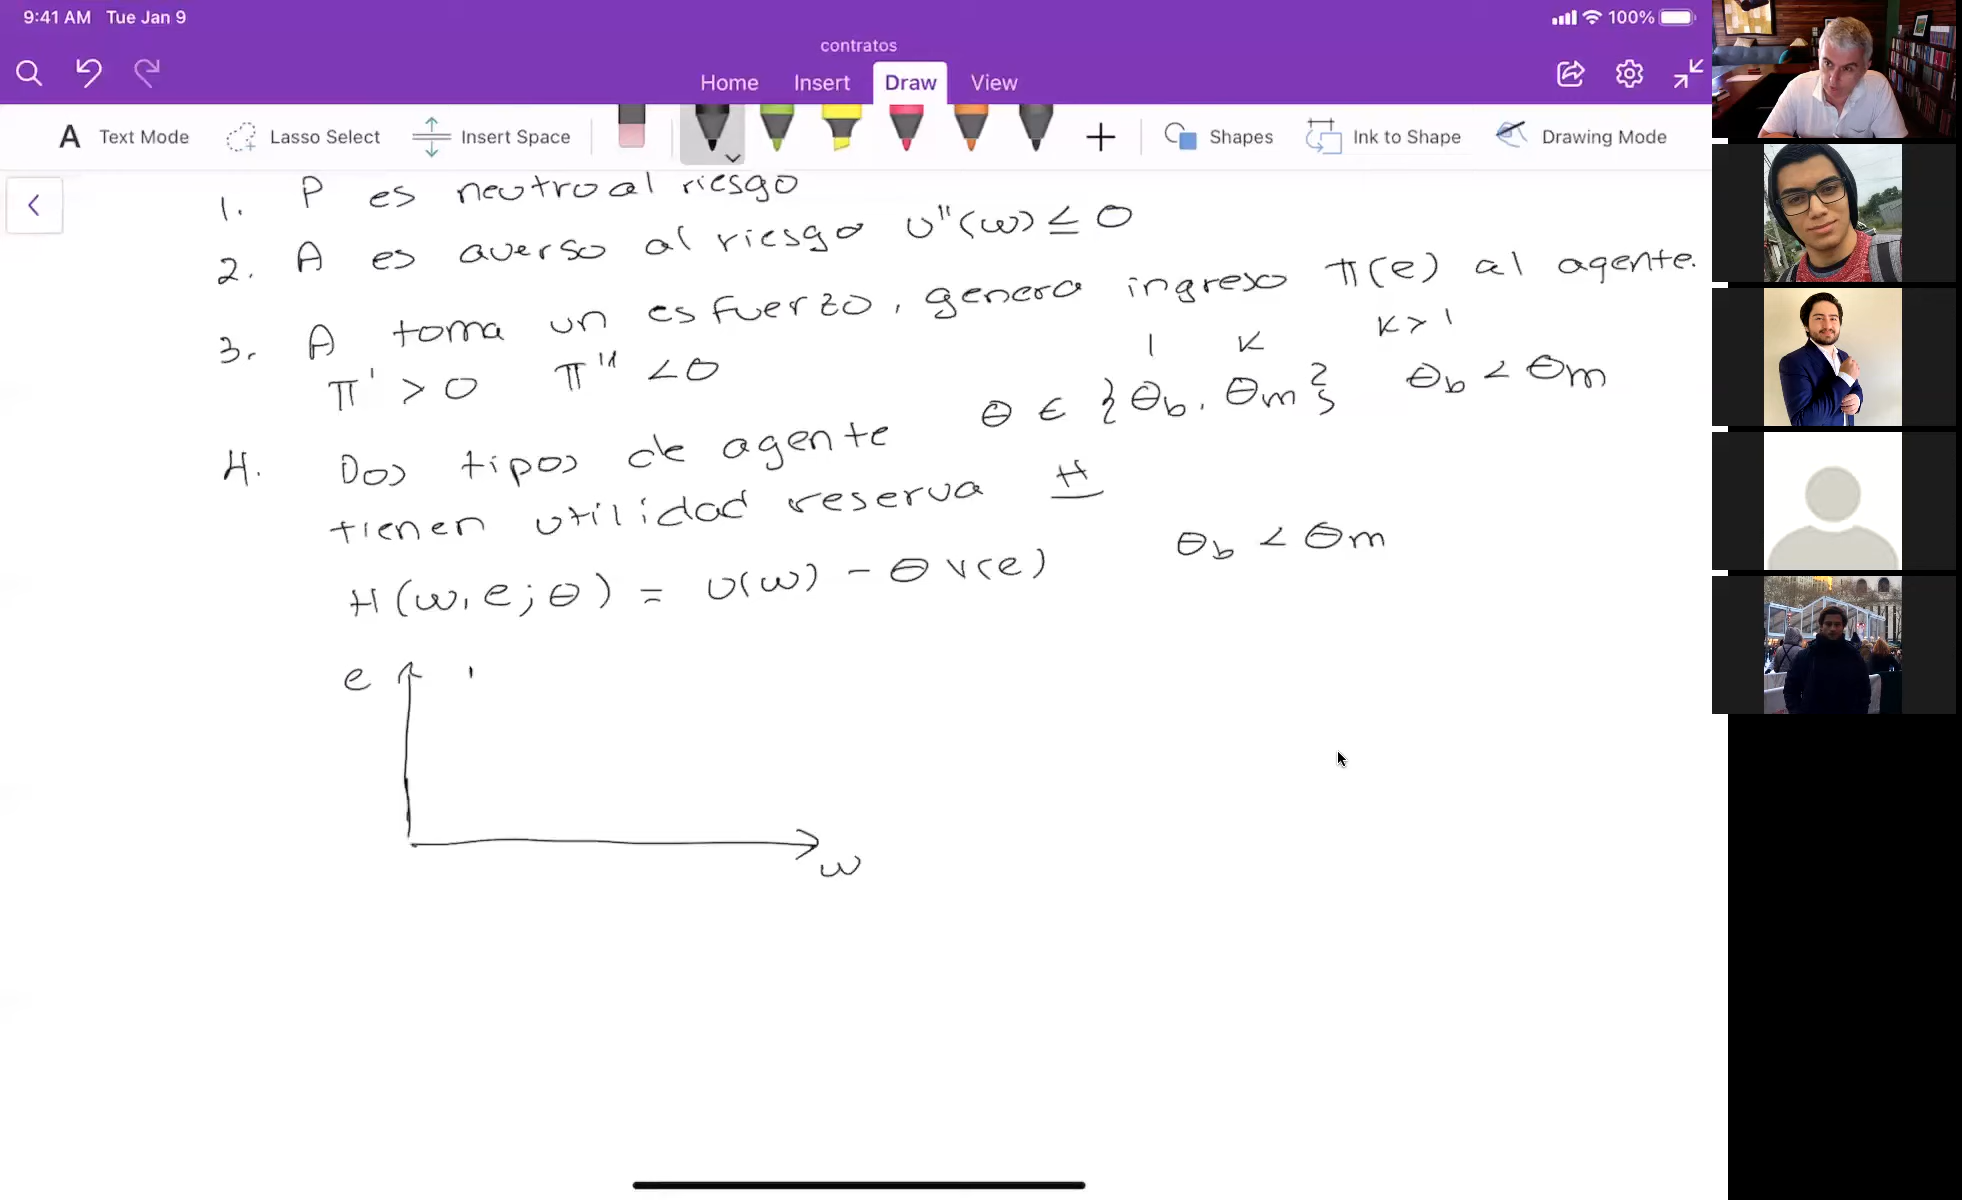 9:41 AM Tue Jan 9
100%
contratos
Home Insert Draw View
Text Mode Lasso Select Insert Space Shapes Ink to Shape Drawing Mode
1. P es neutro al riesgo
2. A es averso al riesgo U''(w) ≤ 0
3. A toma un esfuerzo, genera ingreso π(e) al agente.
π' > 0 π'' < 0
1 K K > 1
4. Dos tipos de agente θ ∈ {θb, θm} θb < θm
tienen utilidad reserva H
H(w, e; θ) = U(w) - θ v(e) θb < θm
e
w